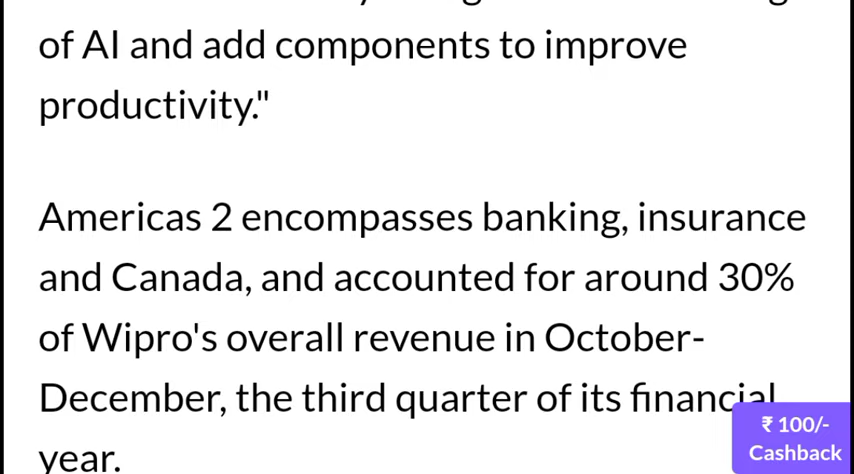 of AI and add components to improve
productivity."
Americas 2 encompasses banking, insurance
and Canada, and accounted for around 30%
of Wipro's overall revenue in October-
December, the third quarter of its financial
year.
₹ 100/-
Cashback